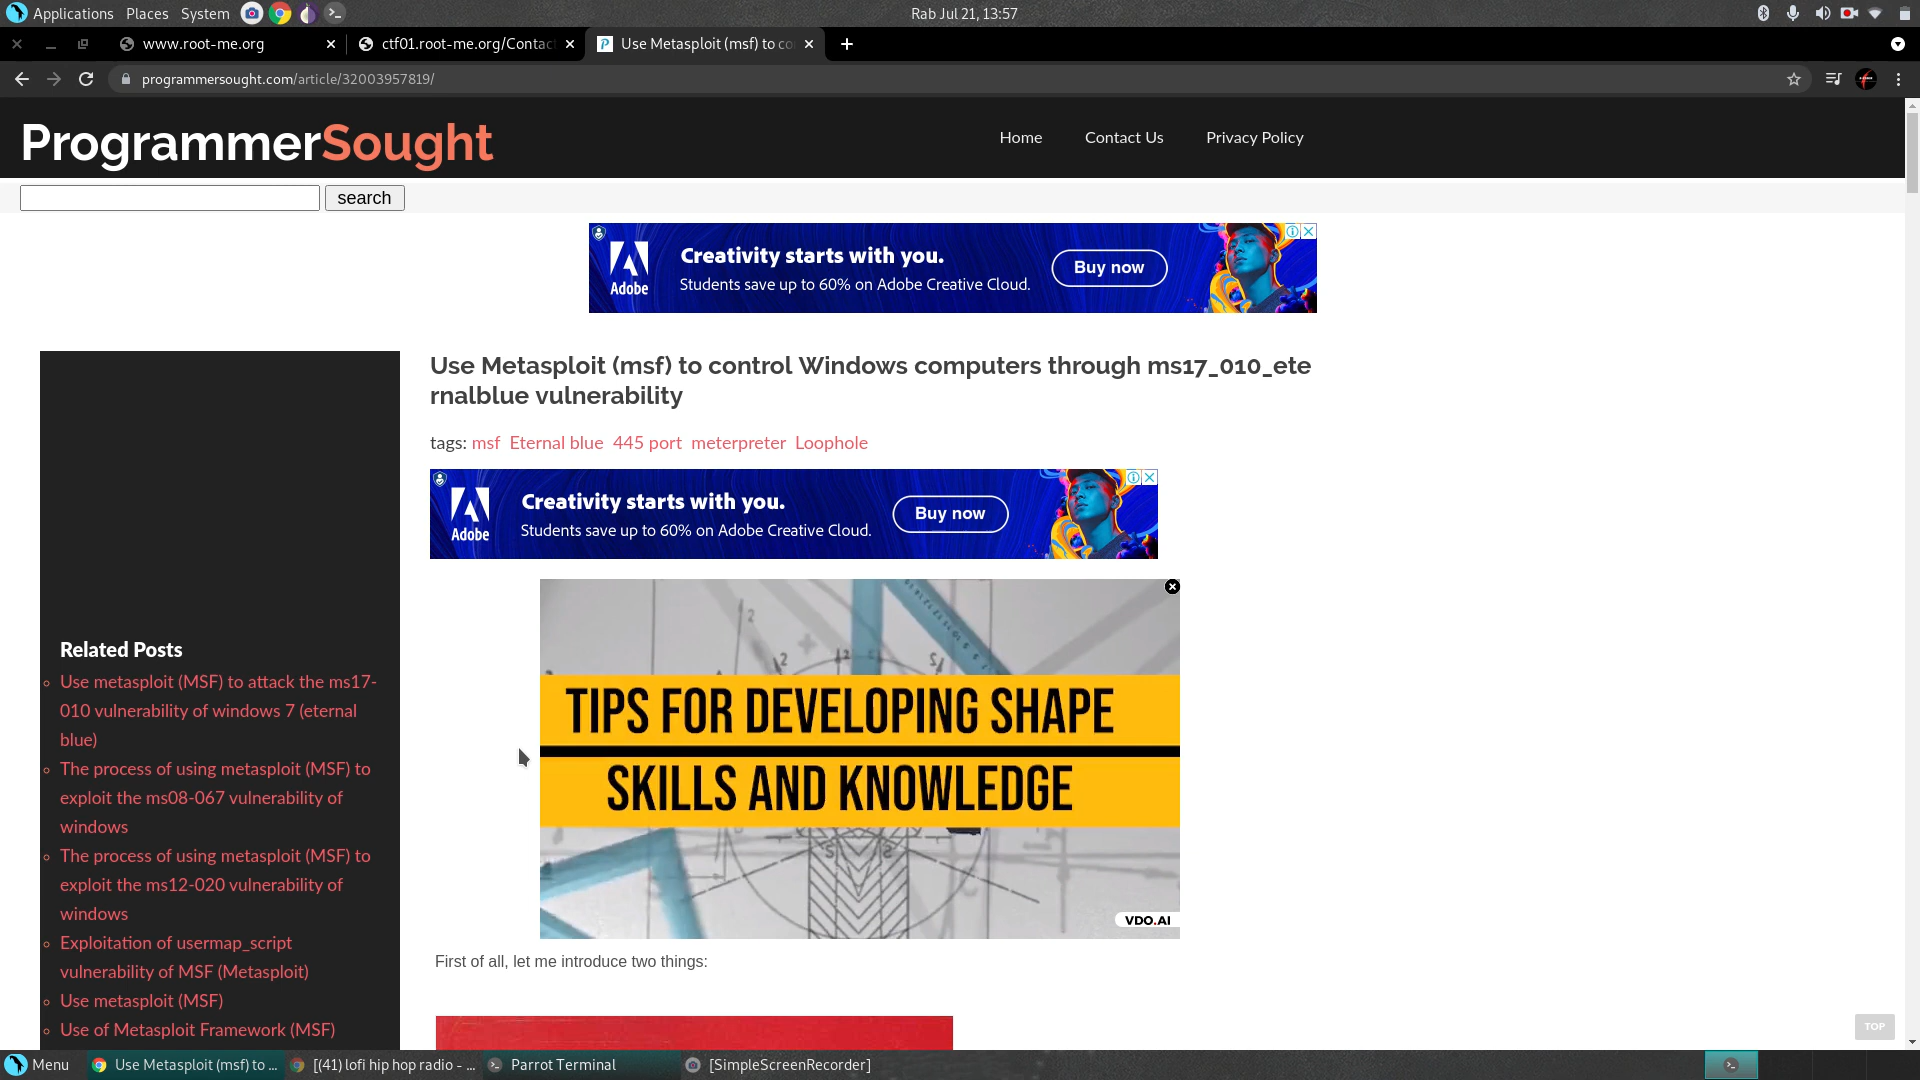 Applications Places System Rab Jul 21, 13:57
www.root-me.org ctf01.root-me.org/Contac Use Metasploit (msf) to co
programmersought.com/article/32003957819/
ProgrammerSought Home Contact Us Privacy Policy
search
Creativity starts with you.
Students save up to 60% on Adobe Creative Cloud.
Buy now
Adobe
Use Metasploit (msf) to control Windows computers through ms17_010_ete
rnalblue vulnerability
tags: msf Eternal blue 445 port meterpreter Loophole
Creativity starts with you.
Students save up to 60% on Adobe Creative Cloud.
Buy now
Adobe
TIPS FOR DEVELOPING SHAPE
SKILLS AND KNOWLEDGE
VDO.AI
First of all, let me introduce two things:
Related Posts
Use metasploit (MSF) to attack the ms17-
010 vulnerability of windows 7 (eternal
blue)
The process of using metasploit (MSF) to
exploit the ms08-067 vulnerability of
windows
The process of using metasploit (MSF) to
exploit the ms12-020 vulnerability of
windows
Exploitation of usermap_script
vulnerability of MSF (Metasploit)
Use metasploit (MSF)
Use of Metasploit Framework (MSF)
TOP
Menu Use Metasploit (msf) to ... [(41) lofi hip hop radio - ... Parrot Terminal [SimpleScreenRecorder]